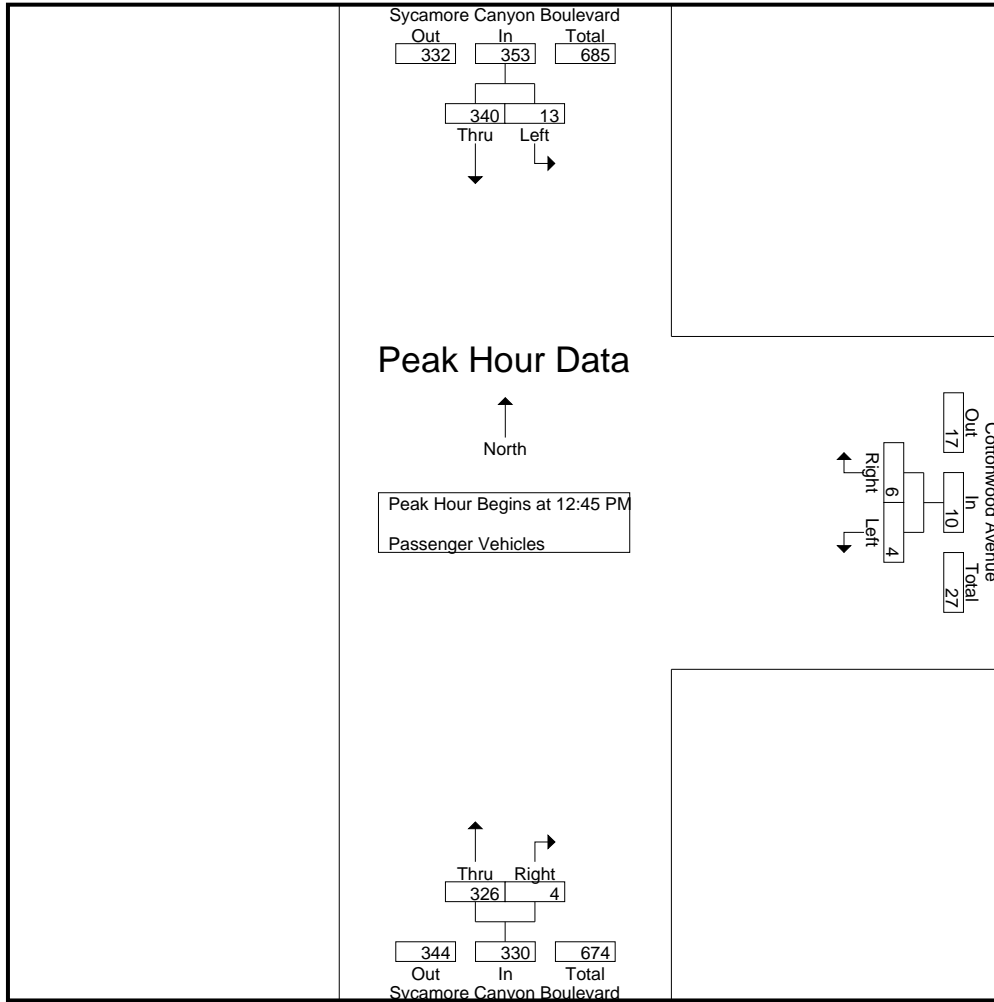 Sycamore Canyon Boulevard
Out In Total
332 353 685
340 13
Thru Left
Peak Hour Data
North
Peak Hour Begins at 12:45 PM
Passenger Vehicles
Cottonwood Avenue
Out In Total
17 10 27
Right Left
6 4
Thru Right
326 4
344 330 674
Out In Total
Sycamore Canyon Boulevard